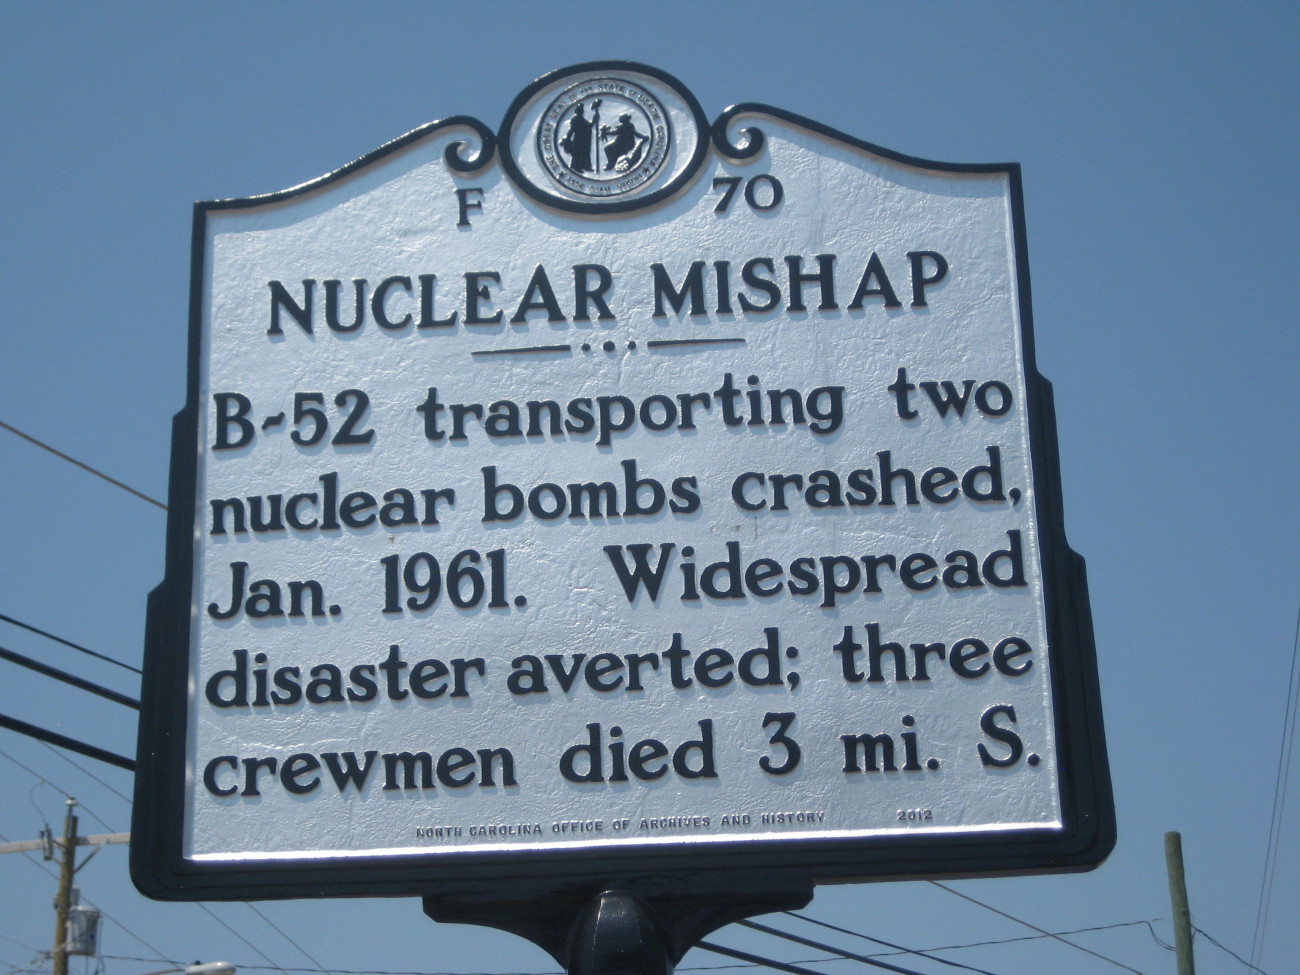 F 70
NUCLEAR MISHAP
B-52 transporting two
nuclear bombs crashed,
Jan. 1961. Widespread
disaster averted; three
crewmen died 3 mi. S.
NORTH CAROLINA OFFICE OF ARCHIVES AND HISTORY 2012